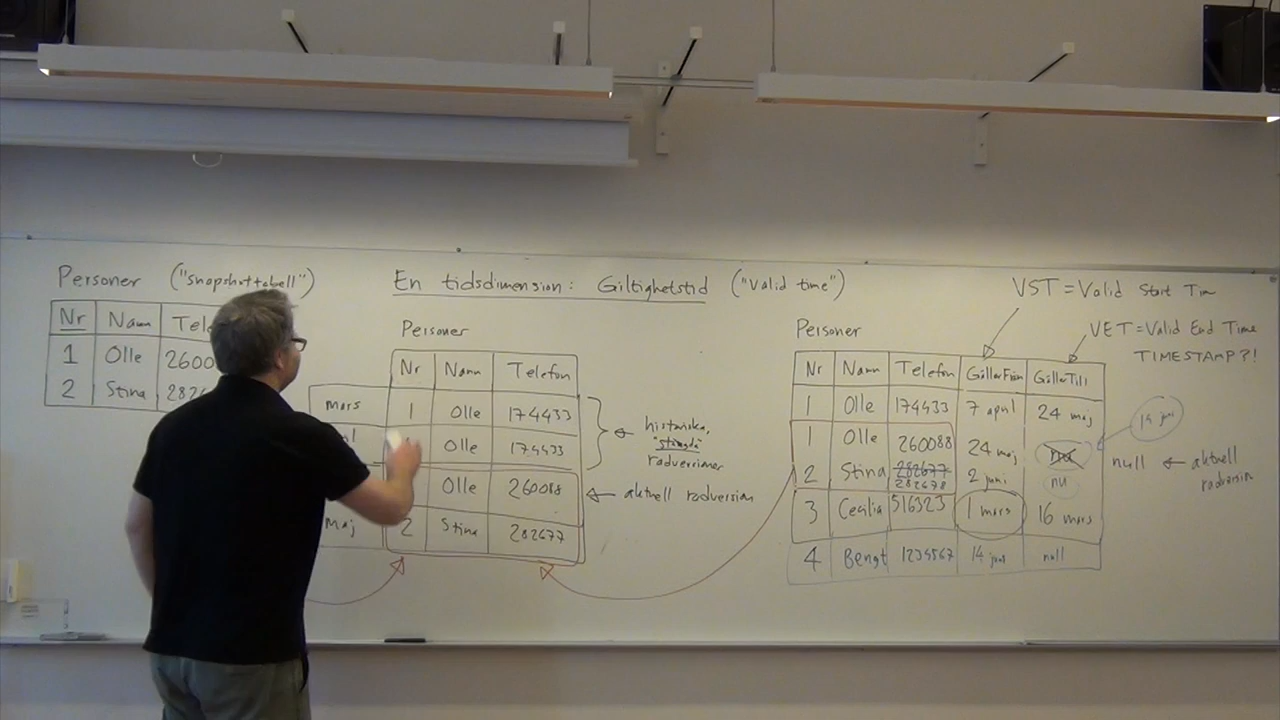 Personer ("Snapshottabell")
Nr Namn Tele
1 Olle 2600
2 Stina 282
En tidsdimension: Giltighetstid ("Valid time")
Personer
Nr Namn Telefon
mars 1 Olle 174433
Olle 174433
Olle 260088
maj 2 Stina 282677
historiska,
"stängda"
radversioner
aktuell radversion
VST = Valid Start Tim
VET = Valid End Time
TIMESTAMP?!
Personer
Nr Namn Telefon GällerFrån GällerTill
1 Olle 174433 7 april 24 maj
1 Olle 260088 24 maj
2 Stina 282677 2 juni nu
282678
3 Cecilia 516323 1 mars 16 mars
4 Bengt 1234567 14 juni null
14 juni
null
aktuell
radversion